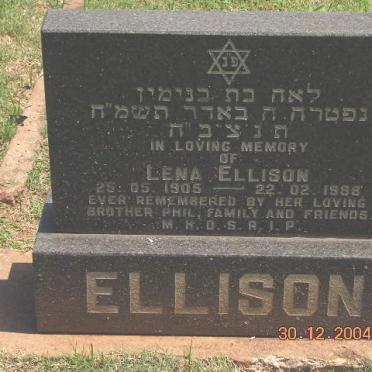 פ״נ
לאה בת בנימין
נפטרה ה באדר תשמ״ח
ת נ צ ב ״ ה
IN LOVING MEMORY
OF
LENA ELLISON
25. 05. 1905 — 22. 02. 1988
EVER REMEMBERED BY HER LOVING
BROTHER PHIL, FAMILY AND FRIENDS.
M.H.D.S.R.I.P.
ELLISON
30.12.2004